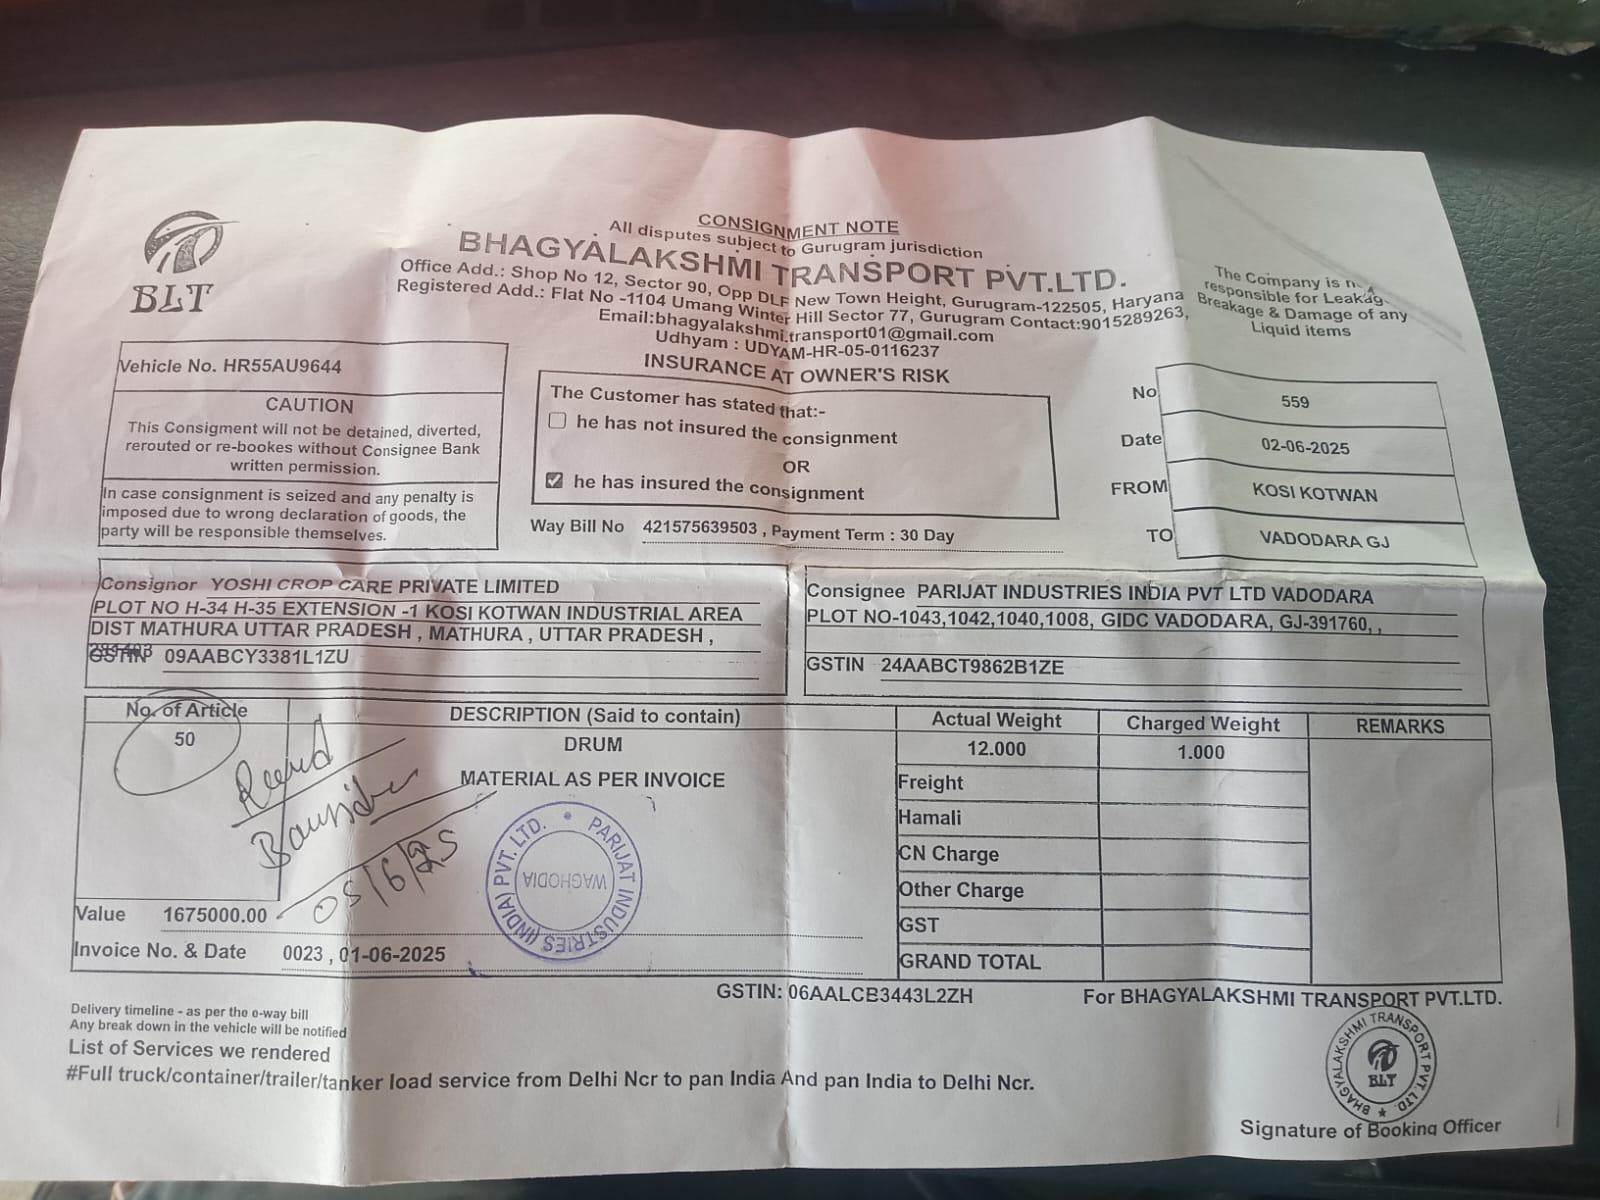 CONSIGNMENT NOTE
All disputes subject to Gurugram jurisdiction
BHAGYALAKSHMI TRANSPORT PVT.LTD.
Office Add.: Shop No 12, Sector 90, Opp DLF New Town Height, Gurugram-122505, Haryana
Registered Add.: Flat No -1104 Umang Winter Hill Sector 77, Gurugram Contact:9015289263,
Email:bhagyalakshmi.transport01@gmail.com
Udhyam : UDYAM-HR-05-0116237
INSURANCE AT OWNER'S RISK
BLT
The Company is
responsible for
Breakage & Damage of any
Liquid items
Vehicle No. HR55AU9644
CAUTION
This Consigment will not be detained, diverted,
rerouted or re-bookes without Consignee Bank
written permission.
In case consignment is seized and any penalty is
imposed due to wrong declaration of goods, the
party will be responsible themselves.
The Customer has stated that:-
he has not insured the consignment
OR
he has insured the consignment
Way Bill No 421575639503 , Payment Term : 30 Day
No 559
Date 02-06-2025
FROM KOSI KOTWAN
TO VADODARA GJ
Consignor YOSHI CROP CARE PRIVATE LIMITED
PLOT NO H-34 H-35 EXTENSION -1 KOSI KOTWAN INDUSTRIAL AREA
DIST MATHURA UTTAR PRADESH , MATHURA , UTTAR PRADESH ,
GSTIN 09AABCY3381L1ZU
Consignee PARIJAT INDUSTRIES INDIA PVT LTD VADODARA
PLOT NO-1043,1042,1040,1008, GIDC VADODARA, GJ-391760, ,
GSTIN 24AABCT9862B1ZE
No. of Article DESCRIPTION (Said to contain) Actual Weight Charged Weight REMARKS
50 DRUM 12.000 1.000
MATERIAL AS PER INVOICE
Freight
Hamali
CN Charge
Other Charge
GST
GRAND TOTAL
05/6/25
PARIJAT INDUSTRIES (INDIA) PVT. LTD.
WAGHODIA
Value 1675000.00
Invoice No. & Date 0023 , 01-06-2025
GSTIN: 06AALCB3443L2ZH
For BHAGYALAKSHMI TRANSPORT PVT.LTD.
Delivery timeline - as per the e-way bill
Any break down in the vehicle will be notified
List of Services we rendered
#Full truck/container/trailer/tanker load service from Delhi Ncr to pan India And pan India to Delhi Ncr.
BHAGYALAKSHMI TRANSPORT PVT. LTD.
BLT
Signature of Booking Officer